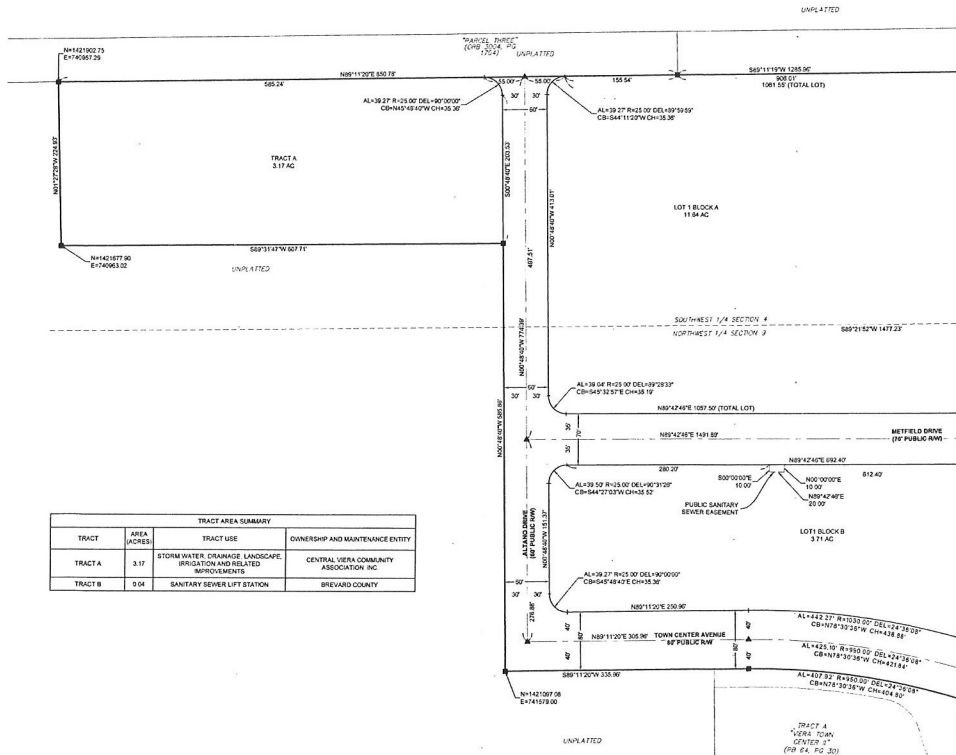 UNPLATTED
"PARCEL THREE"
(ORB 3004, PG
1764)
UNPLATTED
N=1421902.75
E=740957.29
N89°11'20"E 650.78'
585.24'
55.00'
55.00'
155.54'
S89°11'19"W 1285.96'
906.01'
1061.55' (TOTAL LOT)
30'
30'
60'
AL=39.27' R=25.00' DEL=90°00'00"
CB=N45°48'40"W CH=35.36'
AL=39.27' R=25.00' DEL=89°59'59"
CB=S44°11'20"W CH=35.36'
N01°27'28"W 224.93'
TRACT A
3.17 AC
S00°48'40"E 203.53'
N00°48'40"W 413.01'
497.51'
LOT 1 BLOCK A
11.64 AC
S89°31'47"W 607.71'
N=1421677.90
E=740963.02
UNPLATTED
SOUTHWEST 1/4 SECTION 4
NORTHWEST 1/4 SECTION 9
S89°21'52"W 1477.23'
N00°48'40"W 774.39'
60'
30'
30'
AL=39.04' R=25.00' DEL=89°28'33"
CB=S45°32'57"E CH=35.19'
N89°42'46"E 1057.50' (TOTAL LOT)
35'
70'
35'
N89°42'46"E 1491.89'
METFIELD DRIVE
(70' PUBLIC R/W)
N00°48'40"W 585.86'
N89°42'46"E 892.40'
280.20'
612.40'
S00°00'00"E
10.00'
N00°00'00"E
10.00'
N89°42'46"E
20.00'
AL=39.50' R=25.00' DEL=90°31'28"
CB=S44°27'03"W CH=35.52'
PUBLIC SANITARY
SEWER EASEMENT
LOT1 BLOCK B
3.71 AC
ALTANO DRIVE
(60' PUBLIC R/W)
N00°48'40"W 151.37'
TRACT AREA SUMMARY
TRACT
AREA
(ACRES)
TRACT USE
OWNERSHIP AND MAINTENANCE ENTITY
TRACT A
3.17
STORM WATER, DRAINAGE, LANDSCAPE,
IRRIGATION AND RELATED
IMPROVEMENTS
CENTRAL VIERA COMMUNITY
ASSOCIATION INC.
TRACT B
0.04
SANITARY SEWER LIFT STATION
BREVARD COUNTY
60'
30'
30'
AL=39.27' R=25.00' DEL=90°00'00"
CB=S45°48'40"E CH=35.36'
276.88'
N89°11'20"E 250.96'
40'
80'
40'
N89°11'20"E 305.96'
TOWN CENTER AVENUE
80' PUBLIC R/W
40'
80'
40'
AL=442.27' R=1030.00' DEL=24°36'08"
CB=N78°30'36"W CH=438.88'
AL=425.10' R=990.00' DEL=24°36'08"
CB=N78°30'36"W CH=421.84'
AL=407.92' R=950.00' DEL=24°36'08"
CB=N78°30'36"W CH=404.80'
S89°11'20"W 335.96'
N=1421097.08
E=741579.00
UNPLATTED
TRACT A
"VIERA TOWN
CENTER II"
(PB 64, PG 30)